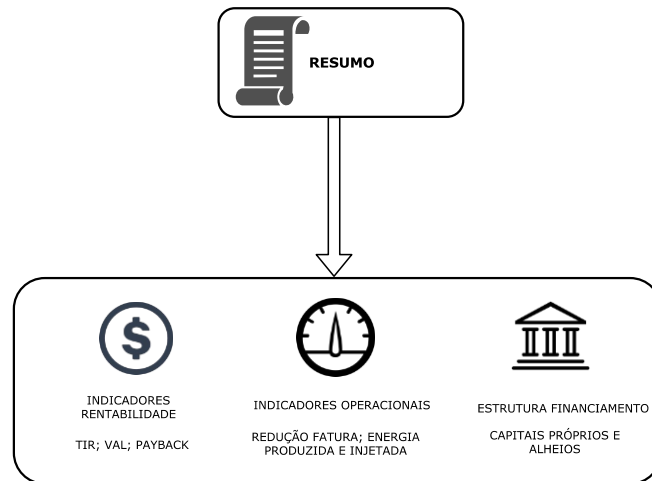 RESUMO
INDICADORES
RENTABILIDADE
TIR; VAL; PAYBACK
INDICADORES OPERACIONAIS
REDUÇÃO FATURA; ENERGIA
PRODUZIDA E INJETADA
ESTRUTURA FINANCIAMENTO
CAPITAIS PRÓPRIOS E
ALHEIOS